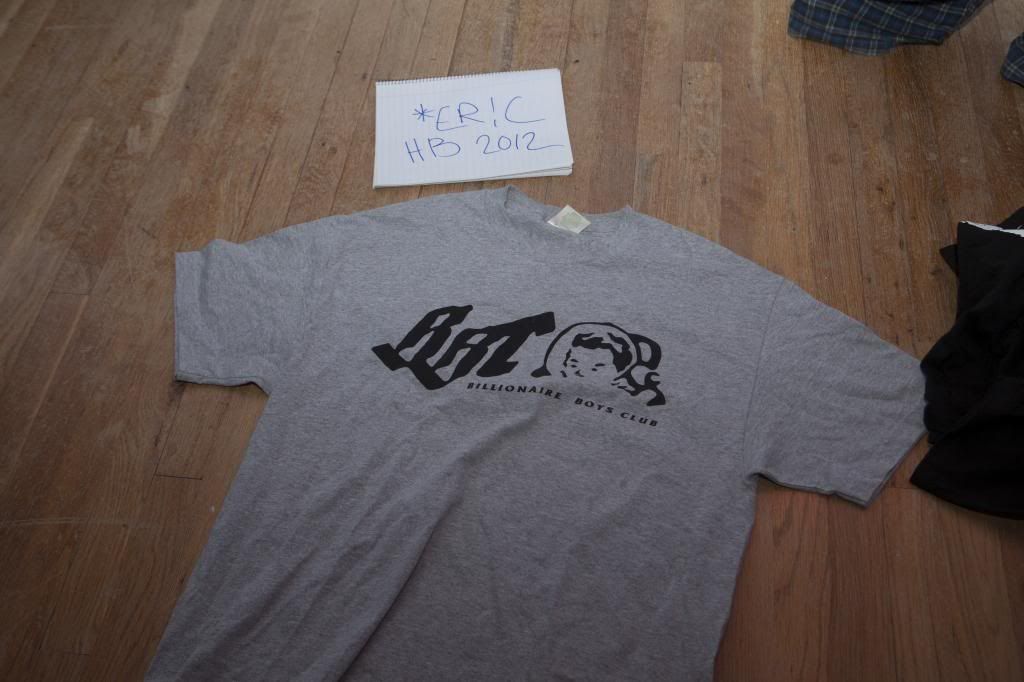 *ER!C
HB 2012
BBC
BILLIONAIRE BOYS CLUB